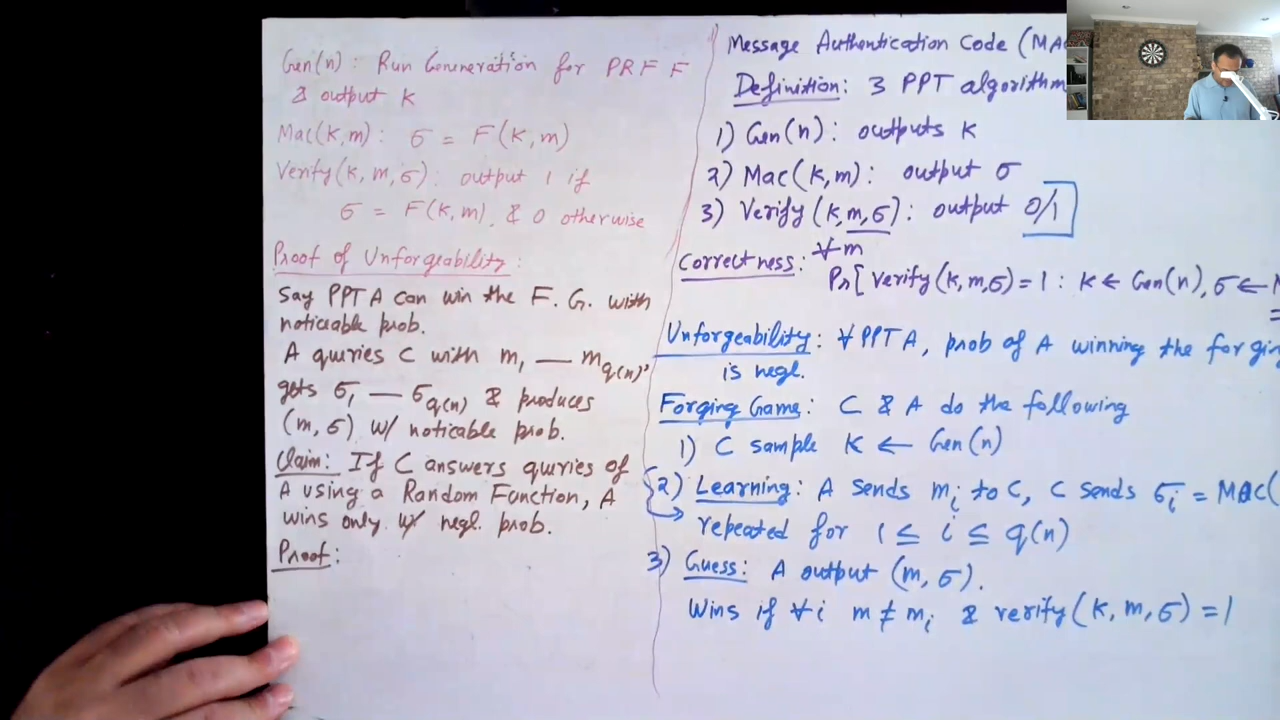 Gen(n): Run Generation for PRF F
& output K
Mac(K,m): σ = F(K,m)
Verify(K, m, σ): output 1 if
σ = F(K,m). & 0 otherwise
Proof of Unforgeability:
Say PPT A can win the F. G. with
noticable prob.
A queries C with m1 — m_q(n),
gets σ1 — σ_q(n) & produces
(m, σ) w/ noticable prob.
Claim: If C answers queries of
A using a Random Function, A
wins only w/ negl. prob.
Proof:
Message Authentication Code (MA
Definition: 3 PPT algorithm
1) Gen(n): outputs K
2) Mac(K,m): output σ
3) Verify(K,m,σ): output 0/1
Correctness: ∀m
Pr[verify(K,m,σ)=1 : K ← Gen(n), σ ← M
Unforgeability: ∀ PPT A, prob of A winning the forgin
is negl.
Forging Game: C & A do the following
1) C sample K ← Gen(n)
2) Learning: A sends mi to C, C sends σi = MAC(
repeated for 1 ≤ i ≤ q(n)
3) Guess: A output (m, σ).
Wins if ∀i m ≠ mi & verify(K, m, σ) = 1